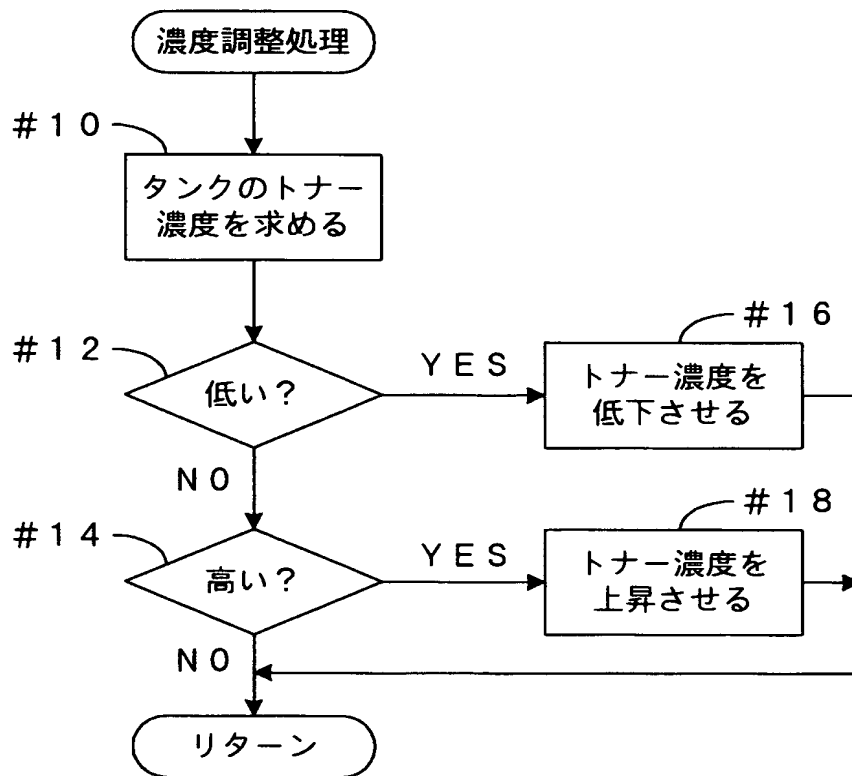 濃度調整処理
#10
タンクのトナー
濃度を求める
#12
低い?
YES
#16
トナー濃度を
低下させる
NO
#14
高い?
YES
#18
トナー濃度を
上昇させる
NO
リターン